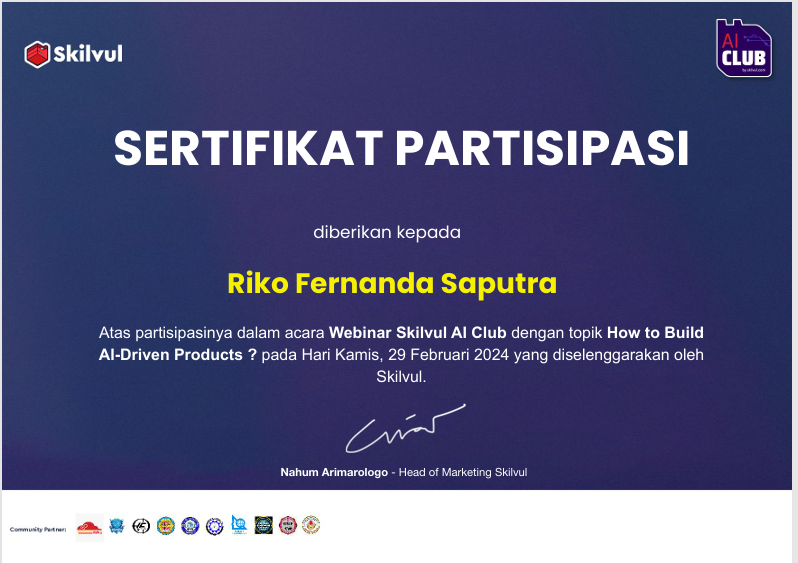 Skilvul
AI
CLUB
by skilvul.com
SERTIFIKAT PARTISIPASI
diberikan kepada
Riko Fernanda Saputra
Atas partisipasinya dalam acara Webinar Skilvul AI Club dengan topik How to Build
AI-Driven Products ? pada Hari Kamis, 29 Februari 2024 yang diselenggarakan oleh
Skilvul.
Nahum Arimarologo - Head of Marketing Skilvul
Community Partner: